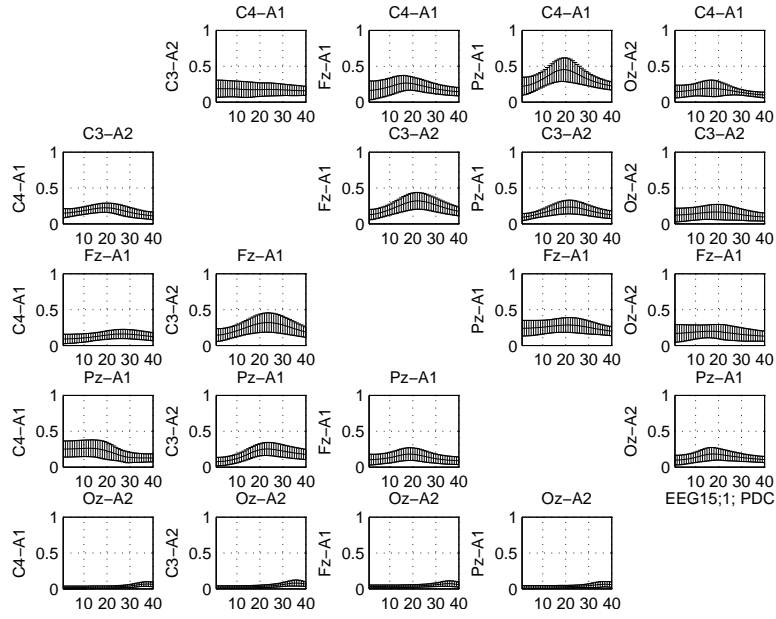 C4−A1 C4−A1 C4−A1 C4−A1
1 1 1 1
C3−A2 Fz−A1 Pz−A1 Oz−A2
0.5 0.5 0.5 0.5
0 0 0 0
10 20 30 40 10 20 30 40 10 20 30 40 10 20 30 40
C3−A2 C3−A2 C3−A2 C3−A2
1 1 1 1
C4−A1 Fz−A1 Pz−A1 Oz−A2
0.5 0.5 0.5 0.5
0 0 0 0
10 20 30 40 10 20 30 40 10 20 30 40 10 20 30 40
Fz−A1 Fz−A1 Fz−A1 Fz−A1
1 1 1 1
C4−A1 C3−A2 Pz−A1 Oz−A2
0.5 0.5 0.5 0.5
0 0 0 0
10 20 30 40 10 20 30 40 10 20 30 40 10 20 30 40
Pz−A1 Pz−A1 Pz−A1 Pz−A1
1 1 1 1
C4−A1 C3−A2 Fz−A1 Oz−A2
0.5 0.5 0.5 0.5
0 0 0 0
10 20 30 40 10 20 30 40 10 20 30 40 10 20 30 40
Oz−A2 Oz−A2 Oz−A2 Oz−A2 EEG15;1; PDC
1 1 1 1
C4−A1 C3−A2 Fz−A1 Pz−A1
0.5 0.5 0.5 0.5
0 0 0 0
10 20 30 40 10 20 30 40 10 20 30 40 10 20 30 40